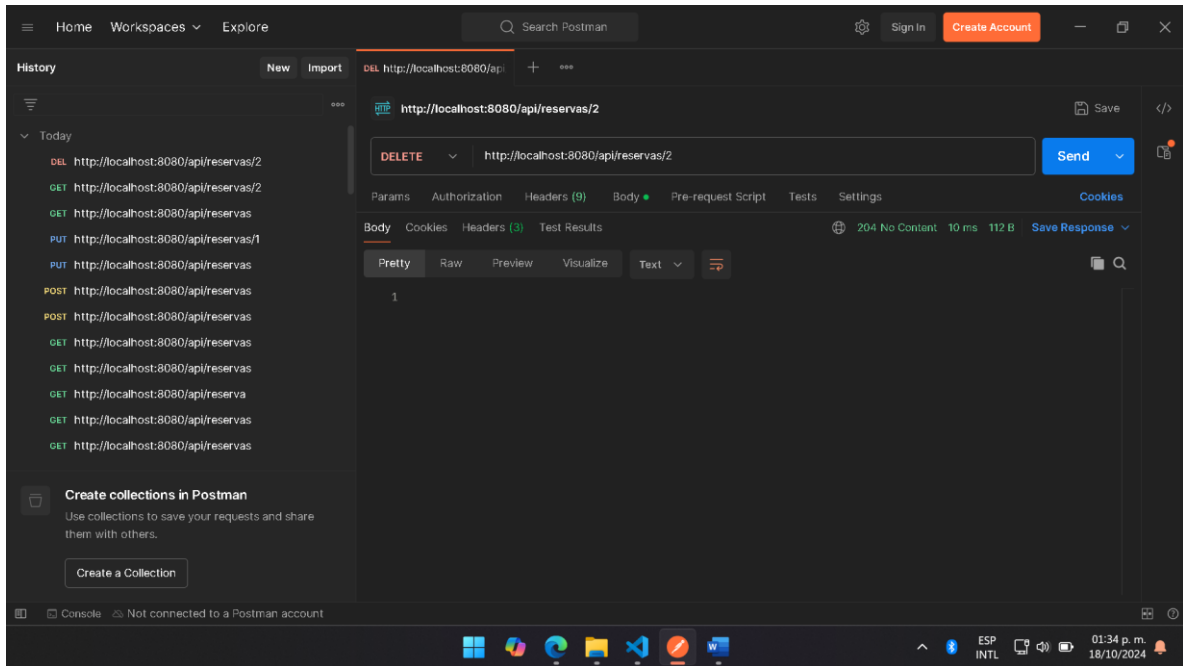 Home Workspaces Explore Search Postman Sign In Create Account
History New Import DEL http://localhost:8080/api
http://localhost:8080/api/reservas/2 Save
Today
DEL http://localhost:8080/api/reservas/2
GET http://localhost:8080/api/reservas/2
GET http://localhost:8080/api/reservas
PUT http://localhost:8080/api/reservas/1
PUT http://localhost:8080/api/reservas
POST http://localhost:8080/api/reservas
POST http://localhost:8080/api/reservas
GET http://localhost:8080/api/reservas
GET http://localhost:8080/api/reservas
GET http://localhost:8080/api/reserva
GET http://localhost:8080/api/reservas
GET http://localhost:8080/api/reservas
Create collections in Postman
Use collections to save your requests and share
them with others.
Create a Collection
DELETE http://localhost:8080/api/reservas/2 Send
Params Authorization Headers (9) Body Pre-request Script Tests Settings Cookies
Body Cookies Headers (3) Test Results 204 No Content 10 ms 112 B Save Response
Pretty Raw Preview Visualize Text
1
Console Not connected to a Postman account
ESP
INTL
01:34 p. m.
18/10/2024